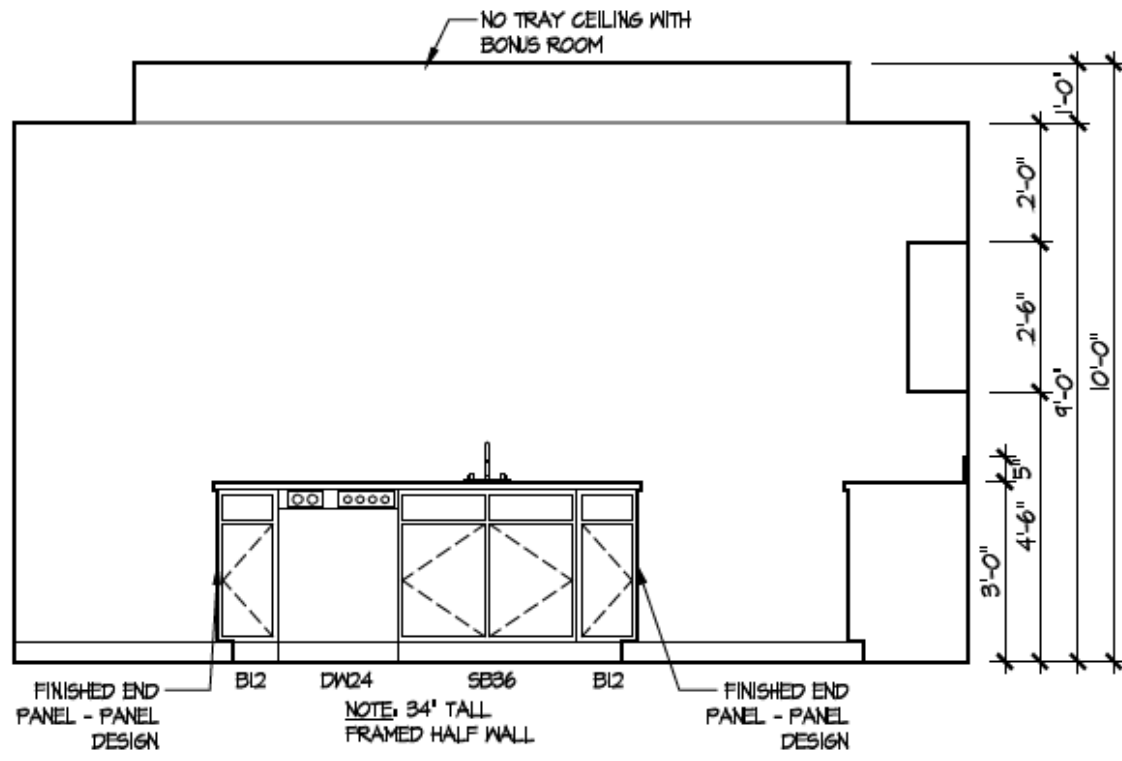 NO TRAY CEILING WITH
BONUS ROOM
1'-0"
2'-0"
2'-6"
9'-0"
10'-0"
5"
4'-6"
3'-0"
B12
DW24
SB36
B12
FINISHED END
PANEL - PANEL
DESIGN
NOTE: 34" TALL
FRAMED HALF WALL
FINISHED END
PANEL - PANEL
DESIGN